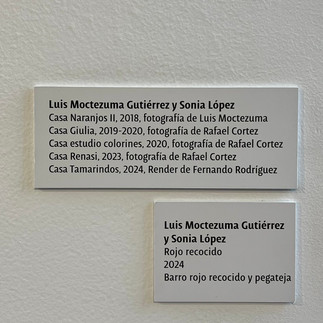 Luis Moctezuma Gutiérrez y Sonia López
Casa Naranjos II, 2018, fotografía de Luis Moctezuma
Casa Giulia, 2019-2020, fotografía de Rafael Cortez
Casa estudio colorines, 2020, fotografía de Rafael Cortez
Casa Renasi, 2023, fotografía de Rafael Cortez
Casa Tamarindos, 2024, Render de Fernando Rodríguez
Luis Moctezuma Gutiérrez
y Sonia López
Rojo recocido
2024
Barro rojo recocido y pegateja